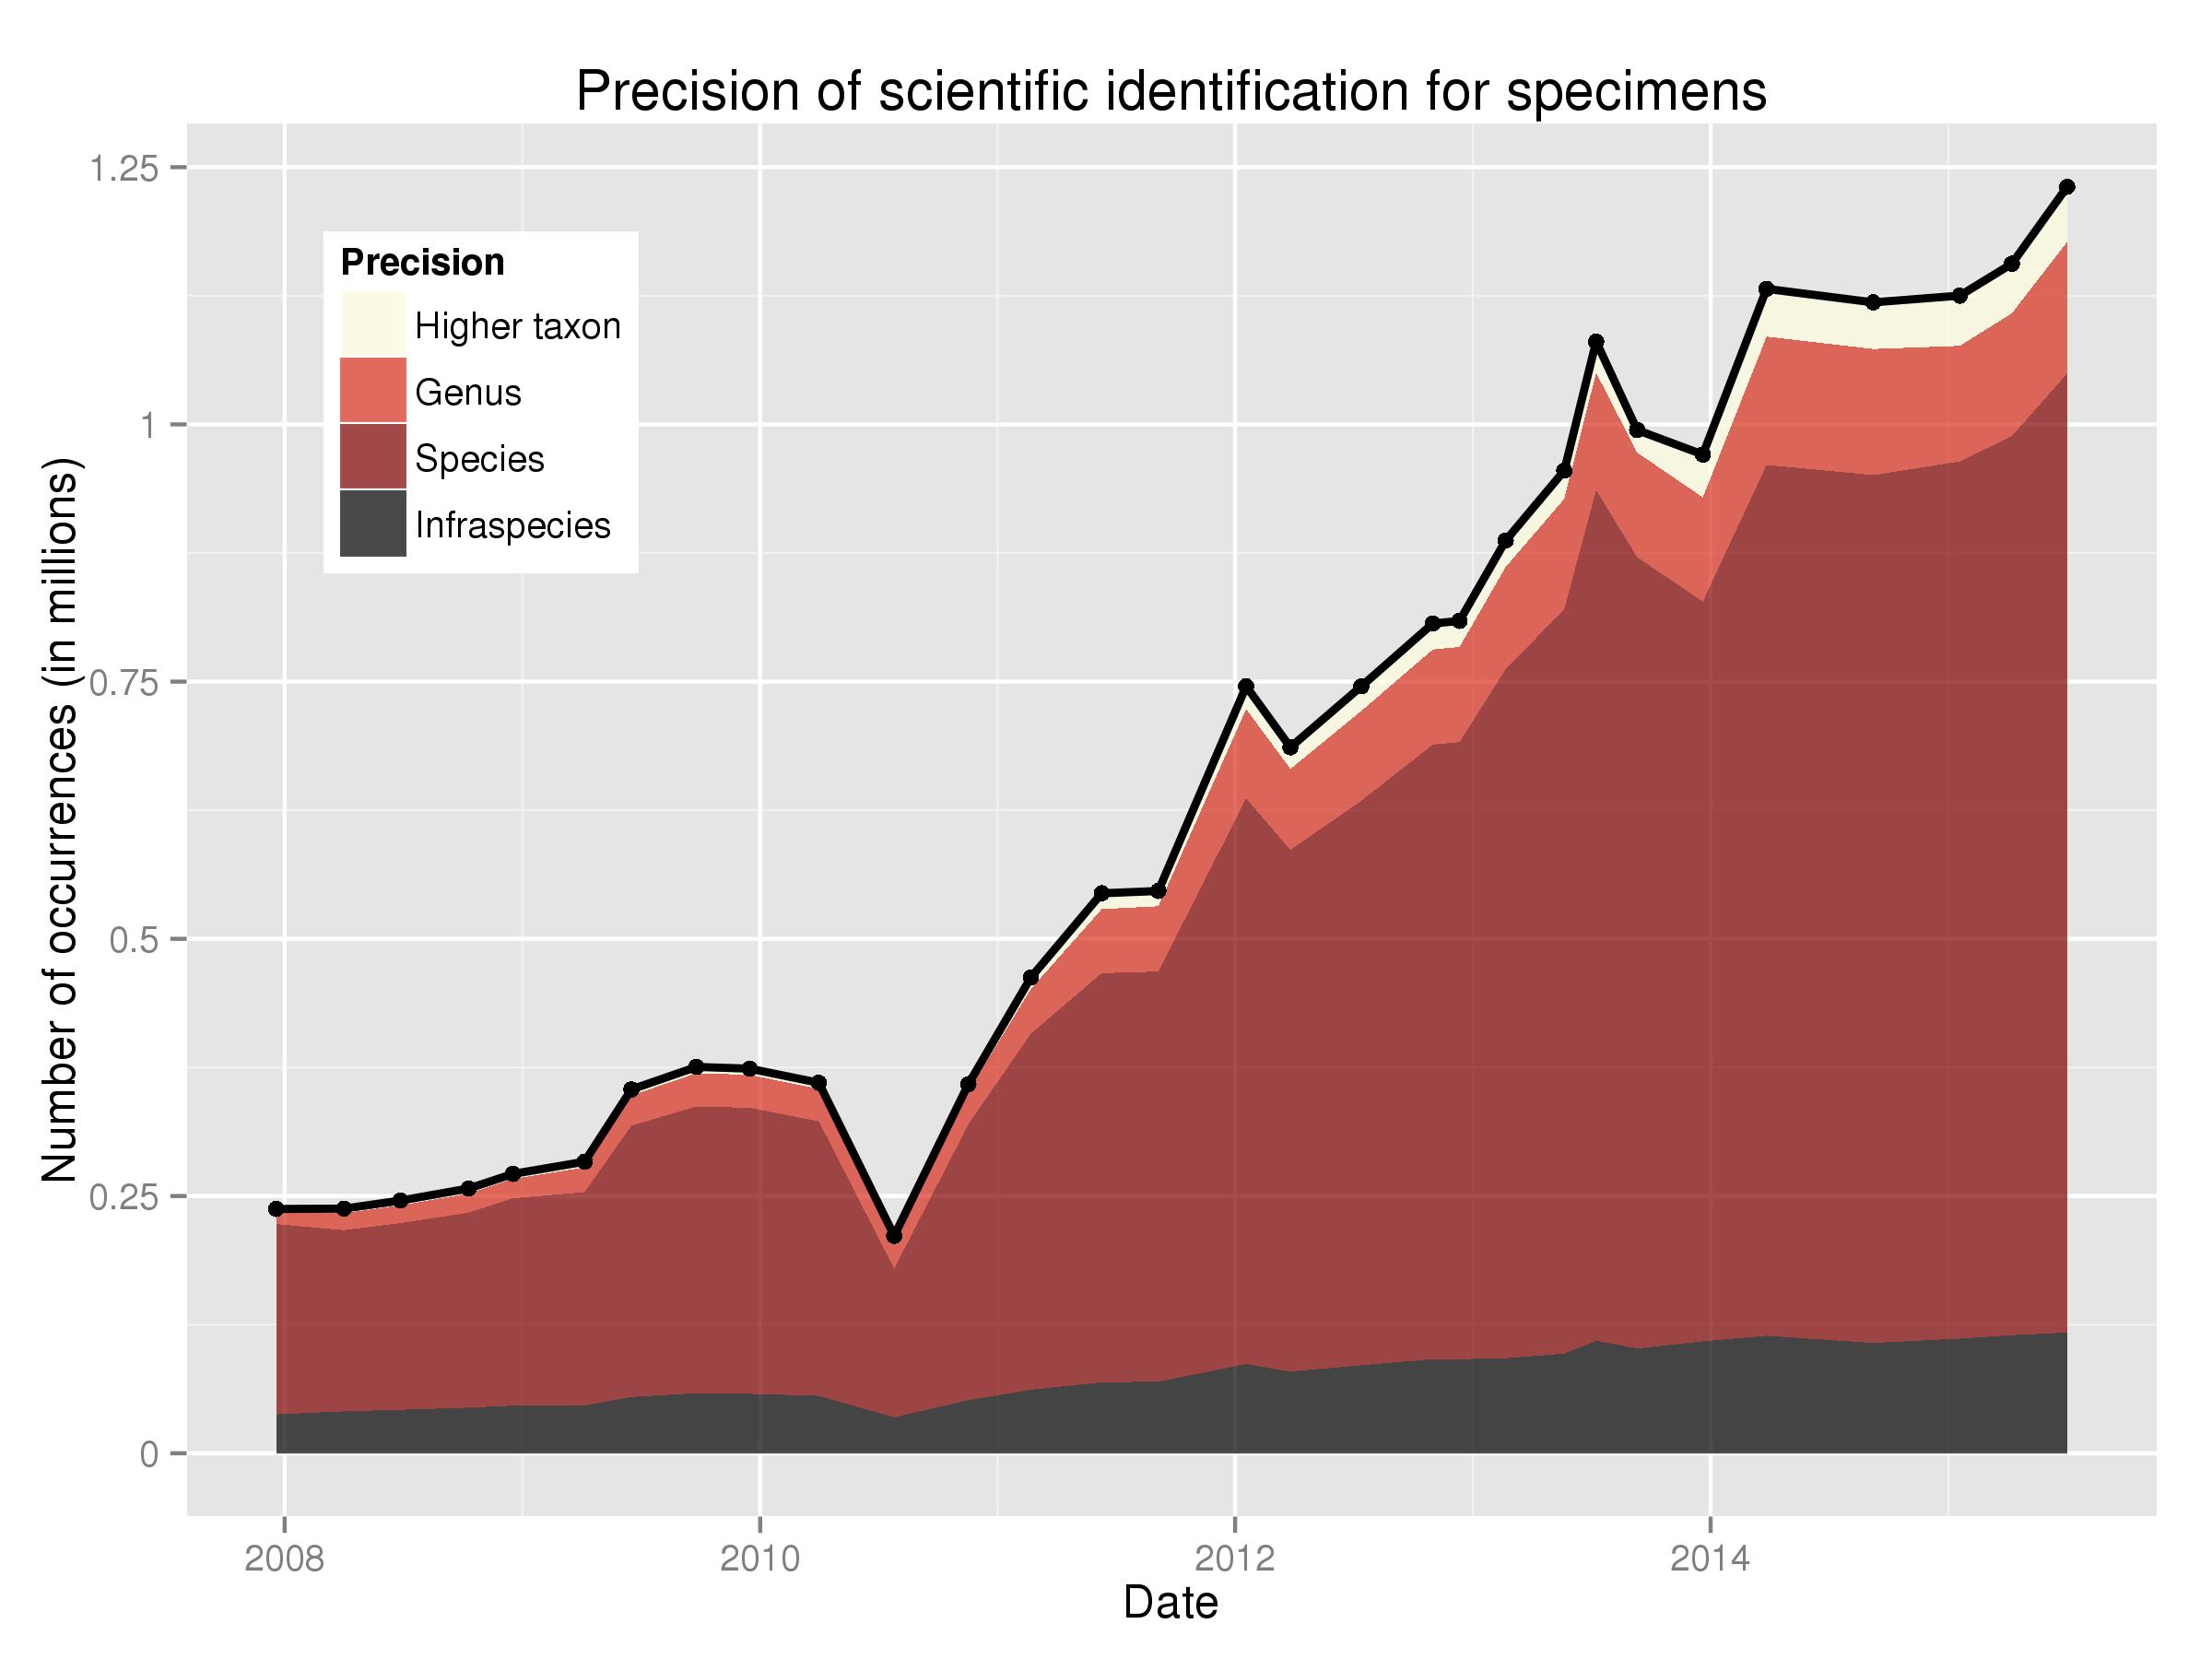 Precision of scientific identification for specimens
Number of occurrences (in millions)
1.25
1
0.75
0.5
0.25
0
Precision
Higher taxon
Genus
Species
Infraspecies
2008 2010 2012 2014
Date